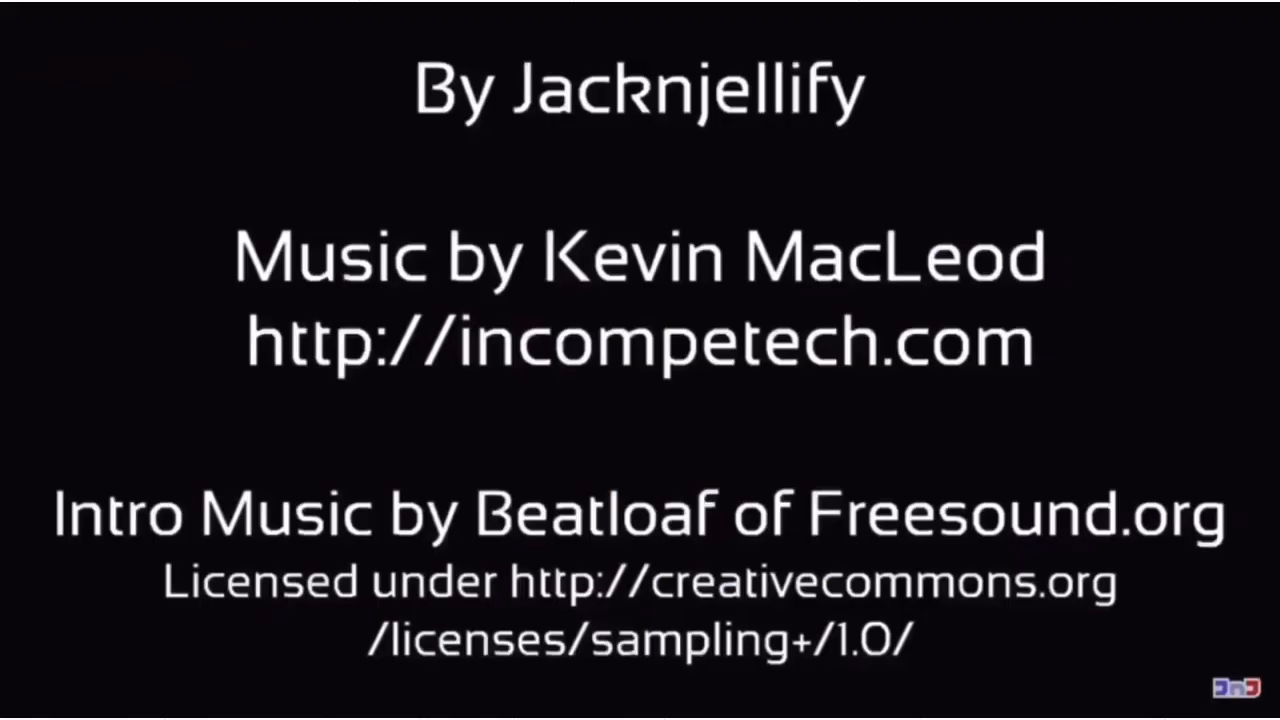 By Jacknjellify
Music by Kevin MacLeod
http://incompetech.com
Intro Music by Beatloaf of Freesound.org
Licensed under http://creativecommons.org
/licenses/sampling+/1.0/
JnJ